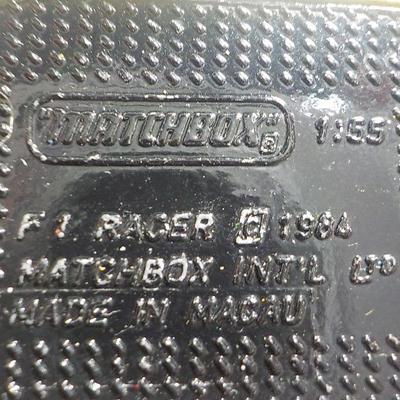 "MATCHBOX" ® 1:55
F1 RACER © 1984
MATCHBOX INT'L LTD
MADE IN MACAU